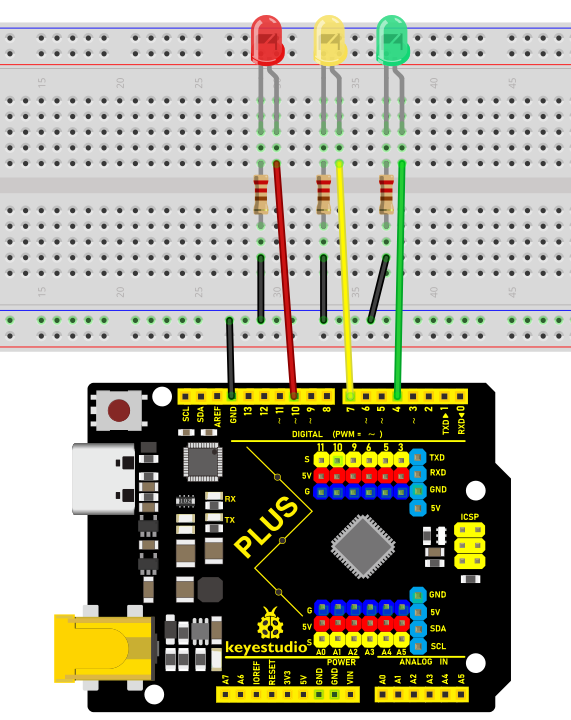 15 20 25 30 35 40 45
15 20 25 30 35 40 45
SCL SDA AREF GND 13 12 ~11 ~10 ~9 8 7 ~6 ~5 4 ~3 2 TXD▸1 RXD◂0
DIGITAL (PWM = ~)
11 10 9 6 5 3
S
5V
G
TXD
RXD
GND
5V
RX
TX
PLUS
ICSP
G
5V
S
A0 A1 A2 A3 A4 A5
GND
5V
SDA
SCL
keyestudio
POWER
ANALOG IN
A7 A6 IOREF RESET 3V3 5V GND GND VIN
A0 A1 A2 A3 A4 A5